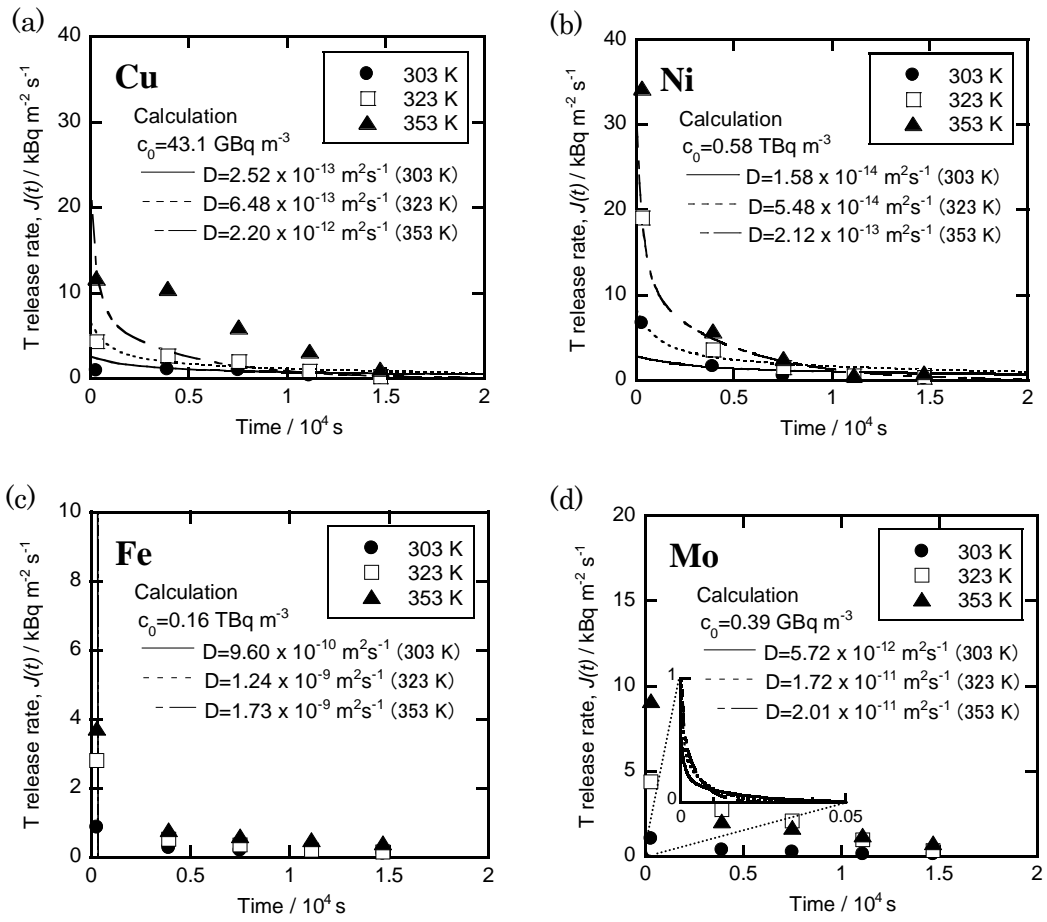 (a)
40
30
20
10
0
T release rate, J(t) / kBq m⁻² s⁻¹
Cu
303 K
323 K
353 K
Calculation
c₀=43.1 GBq m⁻³
D=2.52 x 10⁻¹³ m²s⁻¹ (303 K)
D=6.48 x 10⁻¹³ m²s⁻¹ (323 K)
D=2.20 x 10⁻¹² m²s⁻¹ (353 K)
0 0.5 1 1.5 2
Time / 10⁴ s
(b)
40
30
20
10
0
T release rate, J(t) / kBq m⁻² s⁻¹
Ni
303 K
323 K
353 K
Calculation
c₀=0.58 TBq m⁻³
D=1.58 x 10⁻¹⁴ m²s⁻¹ (303 K)
D=5.48 x 10⁻¹⁴ m²s⁻¹ (323 K)
D=2.12 x 10⁻¹³ m²s⁻¹ (353 K)
0 0.5 1 1.5 2
Time / 10⁴ s
(c)
10
8
6
4
2
0
T release rate, J(t) / kBq m⁻² s⁻¹
Fe
303 K
323 K
353 K
Calculation
c₀=0.16 TBq m⁻³
D=9.60 x 10⁻¹⁰ m²s⁻¹ (303 K)
D=1.24 x 10⁻⁹ m²s⁻¹ (323 K)
D=1.73 x 10⁻⁹ m²s⁻¹ (353 K)
0 0.5 1 1.5 2
Time / 10⁴ s
(d)
20
15
10
5
0
T release rate, J(t) / kBq m⁻² s⁻¹
Mo
303 K
323 K
353 K
Calculation
c₀=0.39 GBq m⁻³
D=5.72 x 10⁻¹² m²s⁻¹ (303 K)
D=1.72 x 10⁻¹¹ m²s⁻¹ (323 K)
D=2.01 x 10⁻¹¹ m²s⁻¹ (353 K)
1
0
0 0.05
0 0.5 1 1.5 2
Time / 10⁴ s